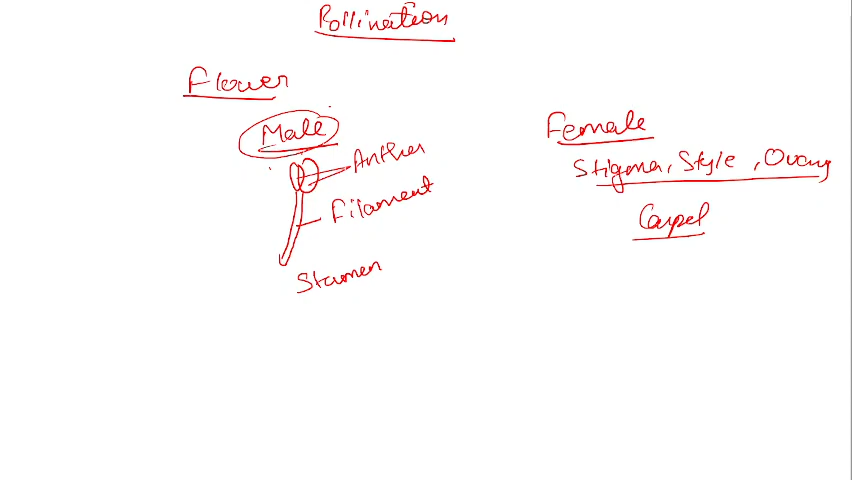 Pollination
Flower
Male
Anther
Filament
Stamen
Female
Stigma, Style, Ovary
Carpel